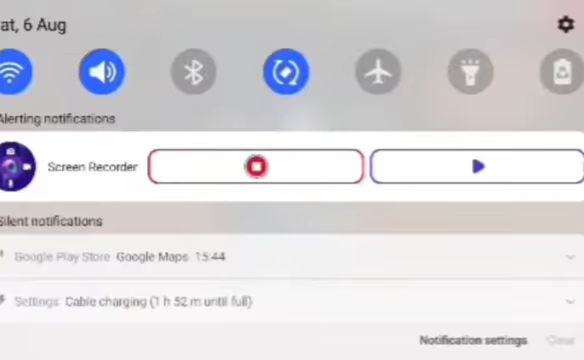 at, 6 Aug
Alerting notifications
Screen Recorder
Silent notifications
Google Play Store Google Maps 15:44
Settings Cable charging (1 h 52 m until full)
Notification settings Clear